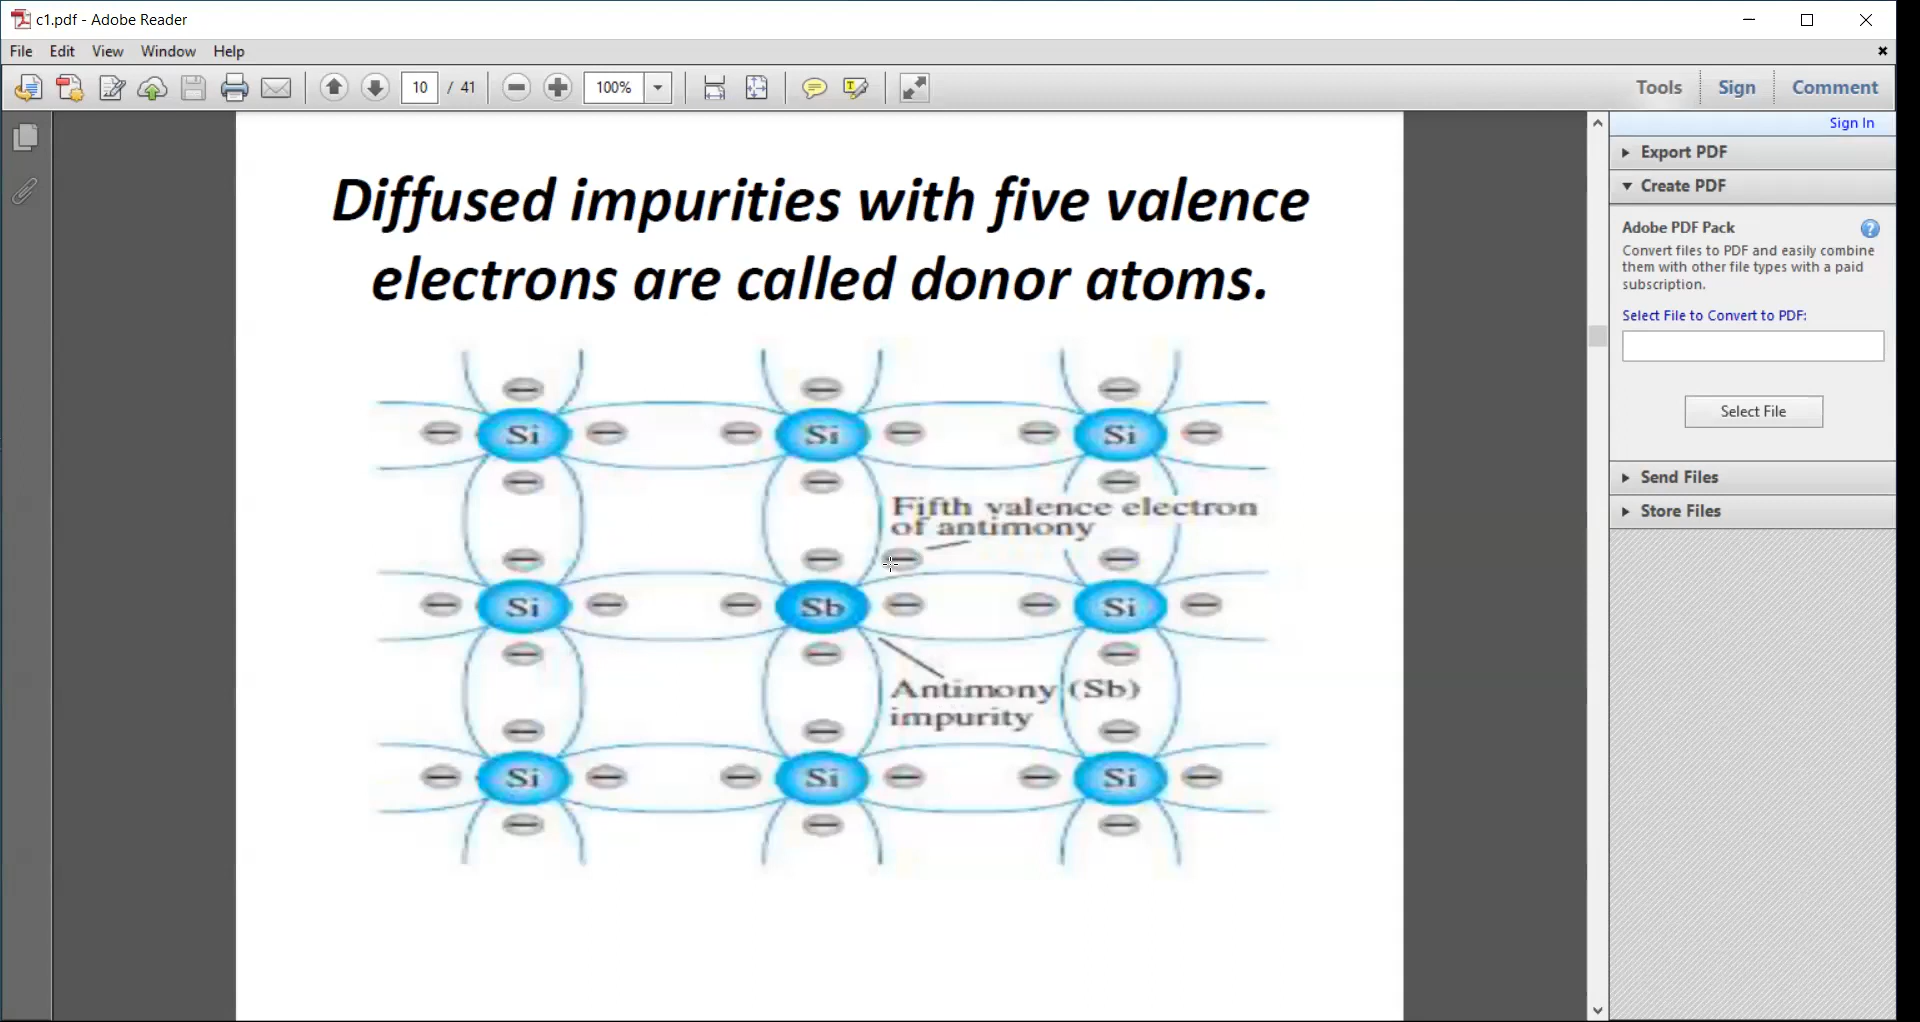 c1.pdf - Adobe Reader
File Edit View Window Help
10 / 41 100% Tools Sign Comment
Sign In
Export PDF
Create PDF
Adobe PDF Pack
Convert files to PDF and easily combine
them with other file types with a paid
subscription.
Select File to Convert to PDF:
Select File
Send Files
Store Files
Diffused impurities with five valence
electrons are called donor atoms.
Si Si Si
Fifth valence electron
of antimony
Si Sb Si
Antimony (Sb)
impurity
Si Si Si